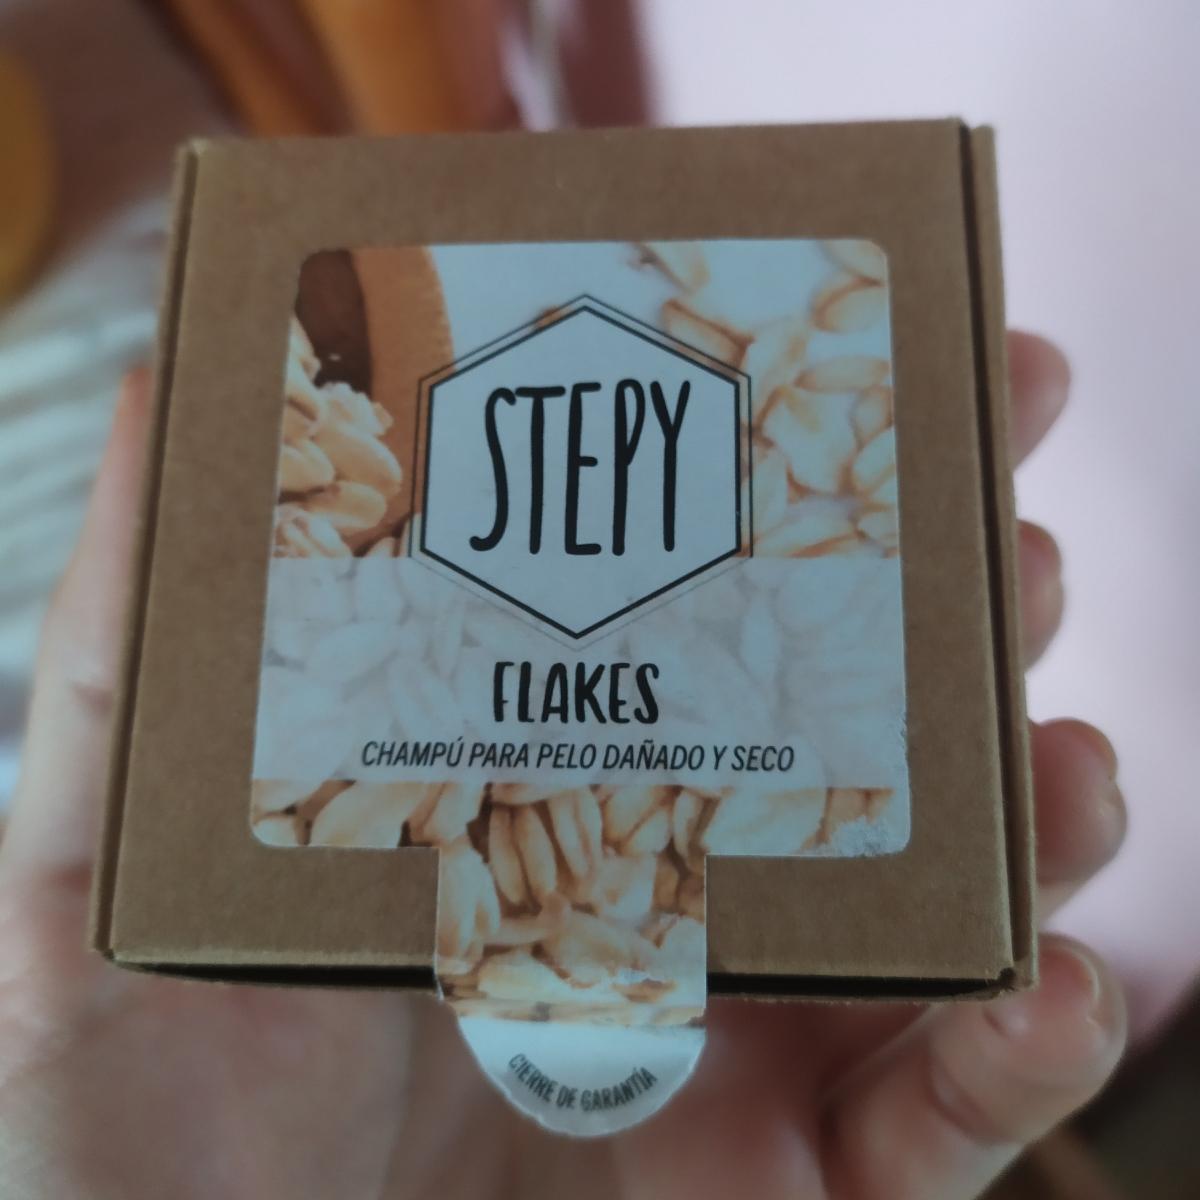 STEPY
FLAKES
CHAMPÚ PARA PELO DAÑADO Y SECO
CIERRE DE GARANTÍA